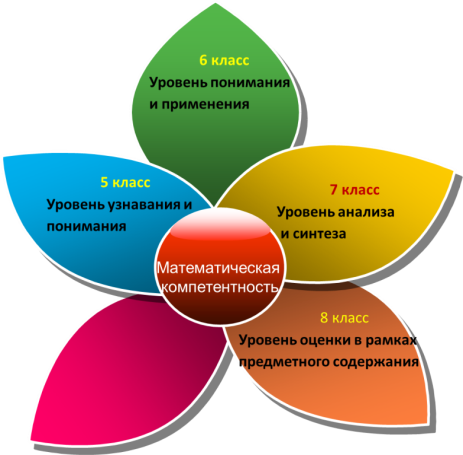 6 класс
Уровень понимания
и применения
5 класс
Уровень узнавания и
понимания
7 класс
Уровень анализа
и синтеза
Математическая
компетентность
8 класс
Уровень оценки в рамках
предметного содержания